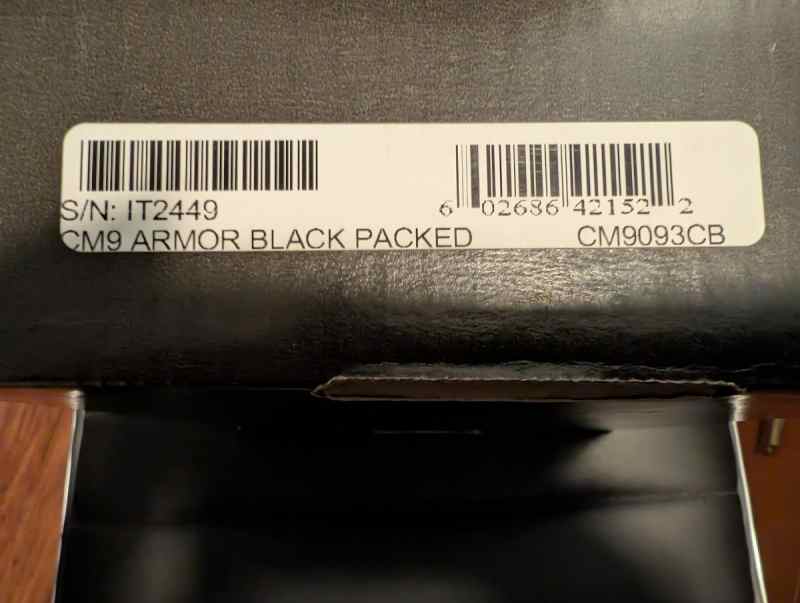 S/N: IT2449
6 02686 42152 2
CM9 ARMOR BLACK PACKED CM9093CB